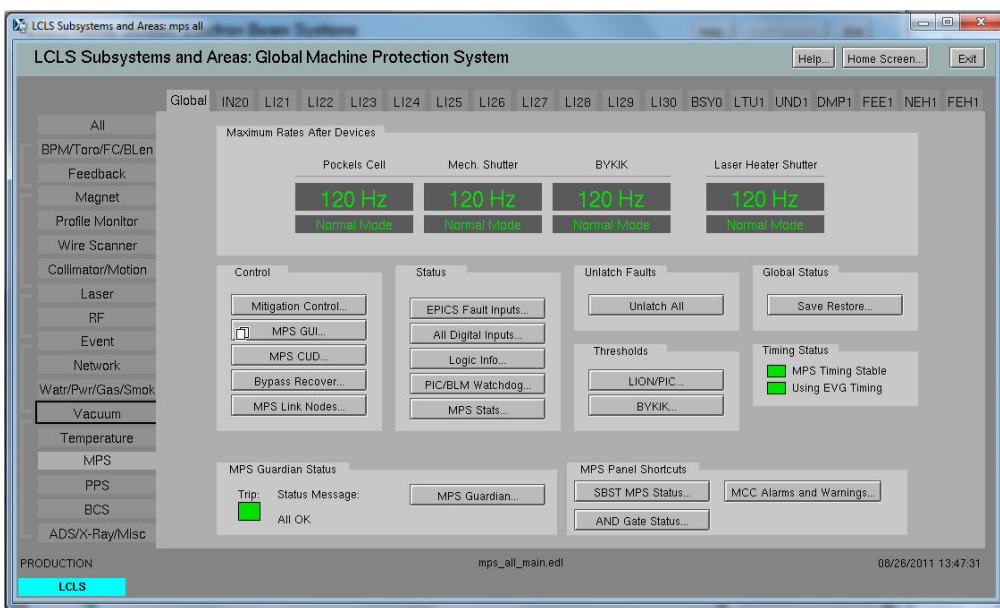 LCLS Subsystems and Areas: mps all
LCLS Subsystems and Areas: Global Machine Protection System
Help... Home Screen... Exit
Global IN20 LI21 LI22 LI23 LI24 LI25 LI26 LI27 LI28 LI29 LI30 BSY0 LTU1 UND1 DMP1 FEE1 NEH1 FEH1
All
BPM/Toro/FC/BLen
Feedback
Magnet
Profile Monitor
Wire Scanner
Collimator/Motion
Laser
RF
Event
Network
Watr/Pwr/Gas/Smok
Vacuum
Temperature
MPS
PPS
BCS
ADS/X-Ray/Misc
Maximum Rates After Devices
Pockels Cell Mech. Shutter BYKIK Laser Heater Shutter
120 Hz 120 Hz 120 Hz 120 Hz
Normal Mode Normal Mode Normal Mode Normal Mode
Control
Mitigation Control...
MPS GUI...
MPS CUD...
Bypass Recover...
MPS Link Nodes...
Status
EPICS Fault Inputs...
All Digital Inputs...
Logic Info...
PIC/BLM Watchdog...
MPS Stats...
Unlatch Faults
Unlatch All
Global Status
Save Restore...
Thresholds
LION/PIC...
BYKIK...
Timing Status
MPS Timing Stable
Using EVG Timing
MPS Guardian Status
Trip: Status Message:
All OK
MPS Guardian...
MPS Panel Shortcuts
SBST MPS Status... MCC Alarms and Warnings...
AND Gate Status...
PRODUCTION mps_all_main.edl 08/26/2011 13:47:31
LCLS